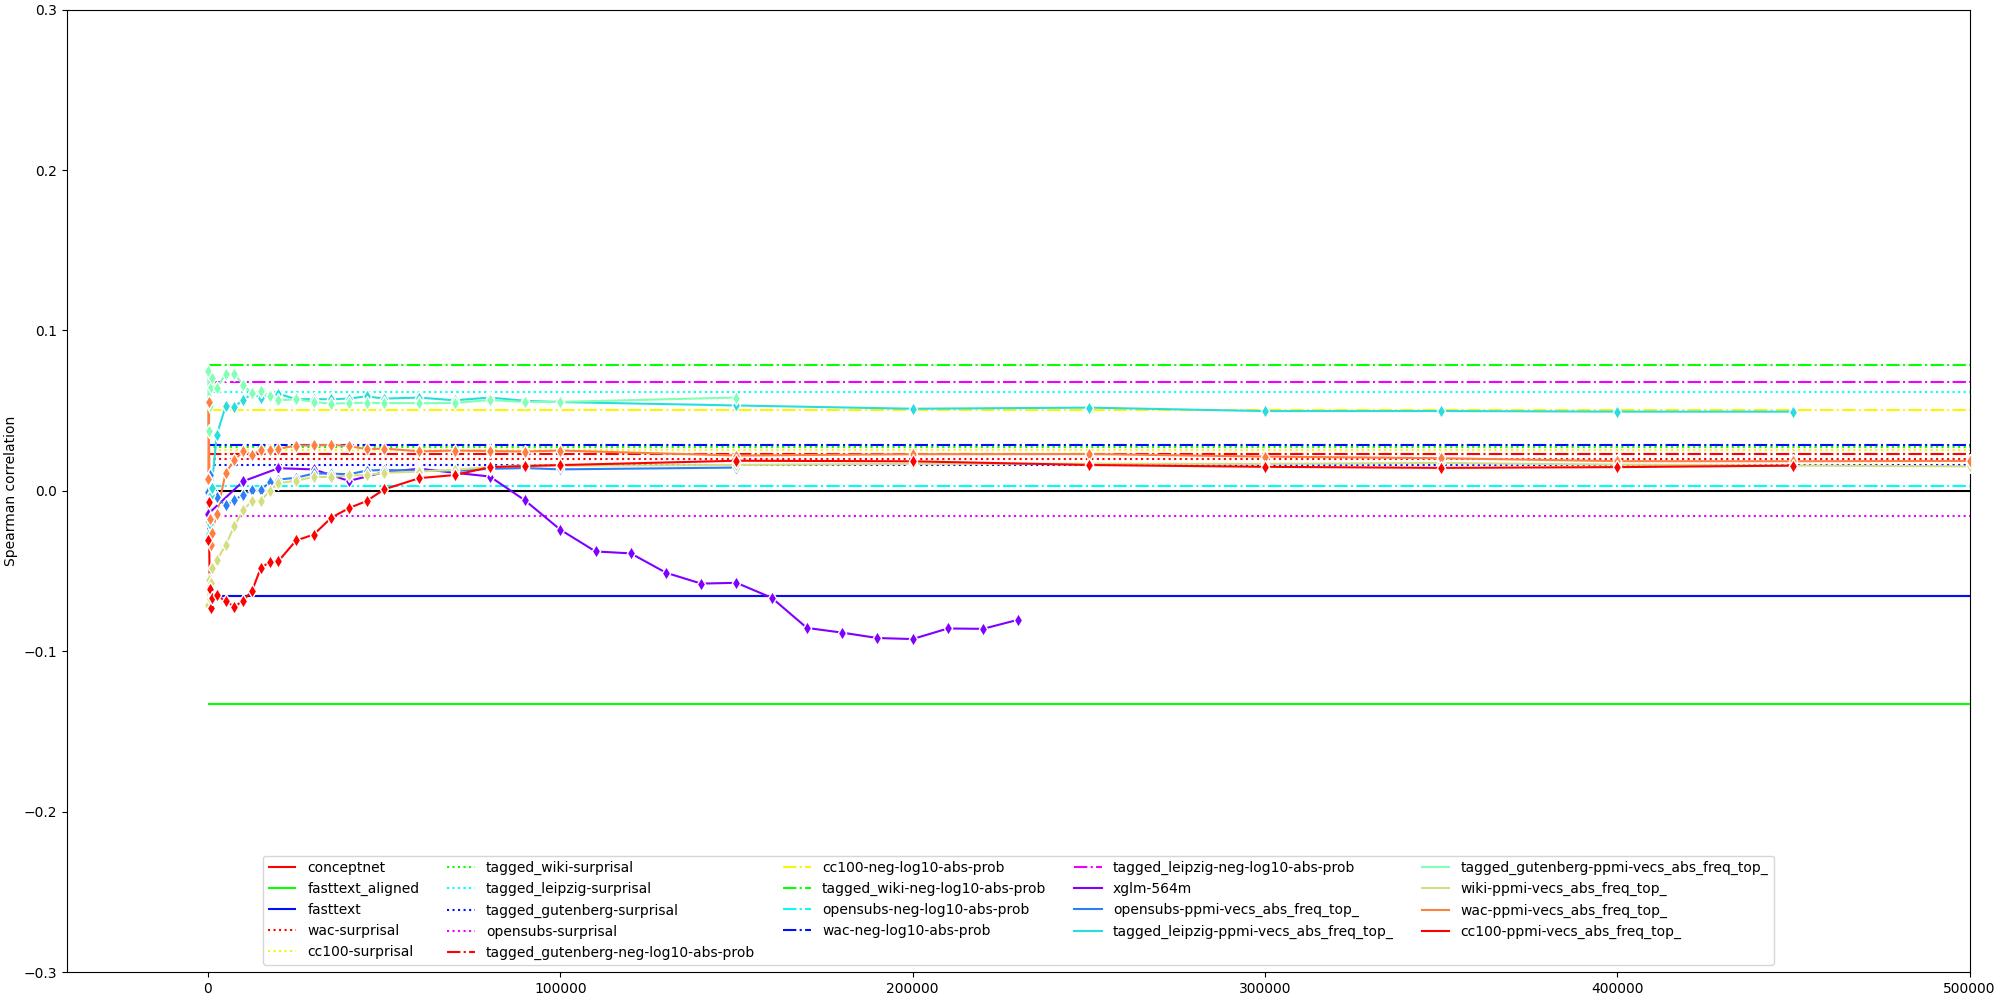 0.3
0.2
0.1
0.0
−0.1
−0.2
−0.3
Spearman correlation
0
100000
200000
300000
400000
500000
conceptnet
fasttext_aligned
fasttext
wac-surprisal
cc100-surprisal
tagged_wiki-surprisal
tagged_leipzig-surprisal
tagged_gutenberg-surprisal
opensubs-surprisal
tagged_gutenberg-neg-log10-abs-prob
cc100-neg-log10-abs-prob
tagged_wiki-neg-log10-abs-prob
opensubs-neg-log10-abs-prob
wac-neg-log10-abs-prob
tagged_leipzig-neg-log10-abs-prob
xglm-564m
opensubs-ppmi-vecs_abs_freq_top_
tagged_leipzig-ppmi-vecs_abs_freq_top_
tagged_gutenberg-ppmi-vecs_abs_freq_top_
wiki-ppmi-vecs_abs_freq_top_
wac-ppmi-vecs_abs_freq_top_
cc100-ppmi-vecs_abs_freq_top_